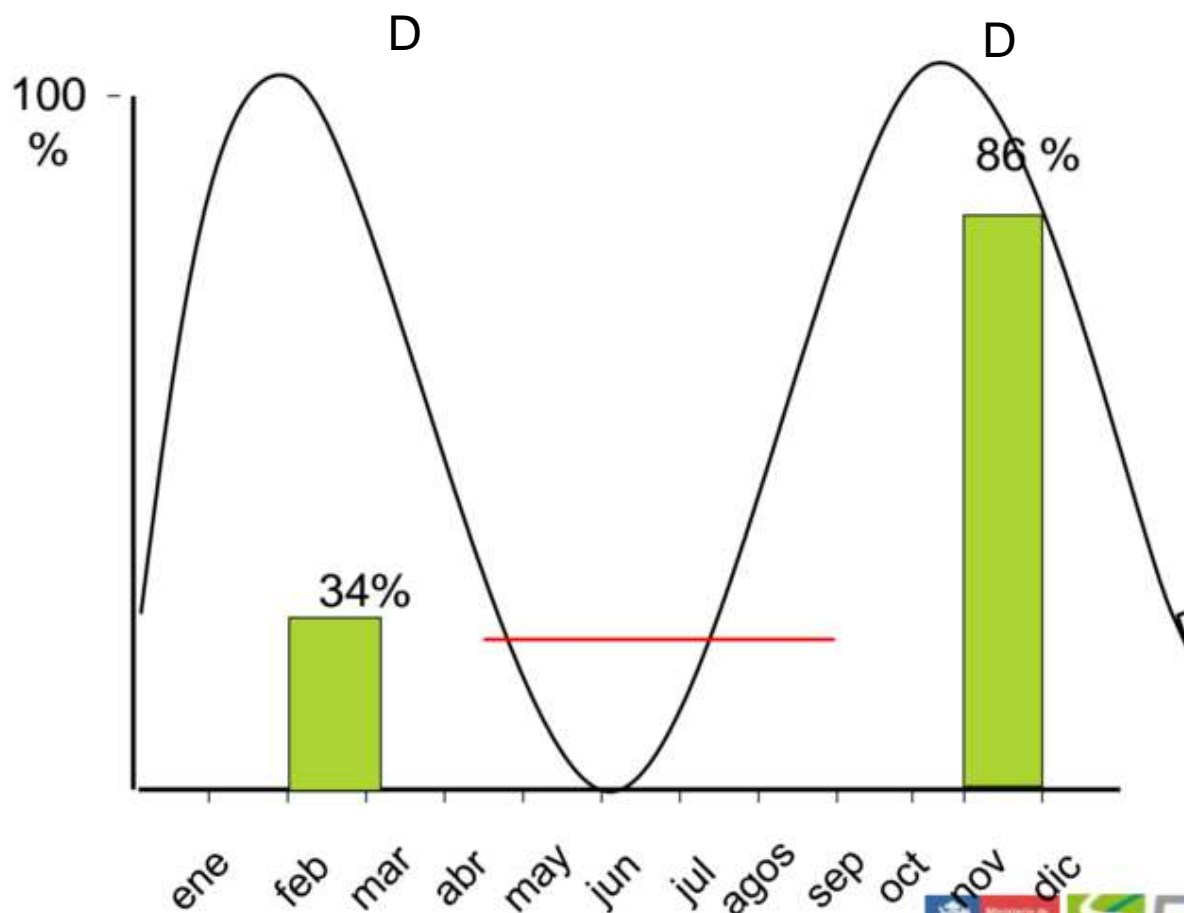 D
D
100
%
86 %
34%
ene
feb
mar
abr
may
jun
jul
agos
sep
oct
nov
dic